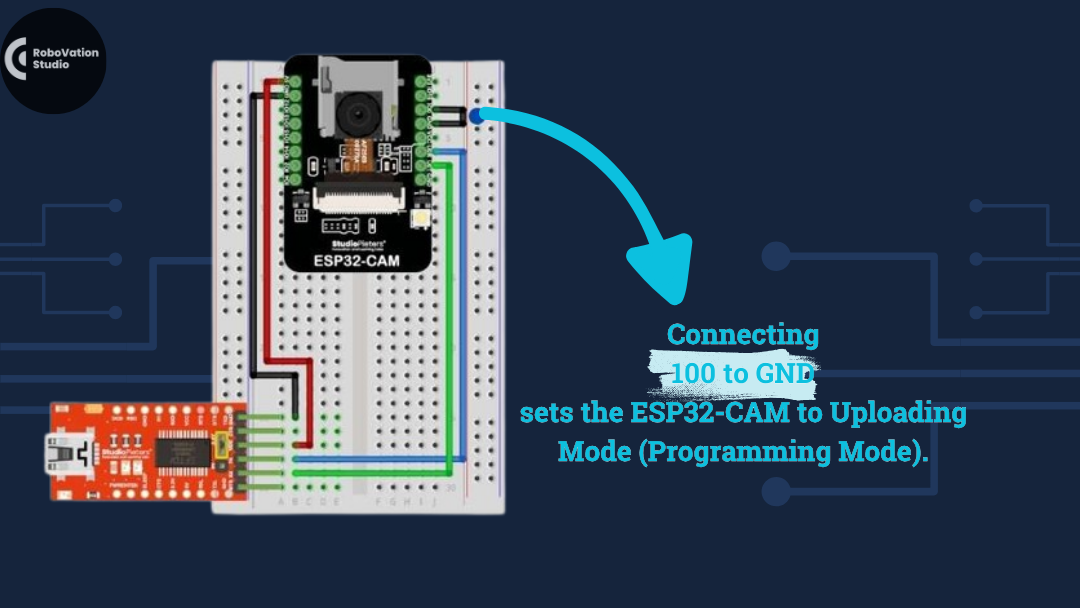 RoboVation
Studio
StudioPieters®
ESP32-CAM
Connecting
100 to GND
sets the ESP32-CAM to Uploading
Mode (Programming Mode).
StudioPieters
A B C D E
F G H I J
30